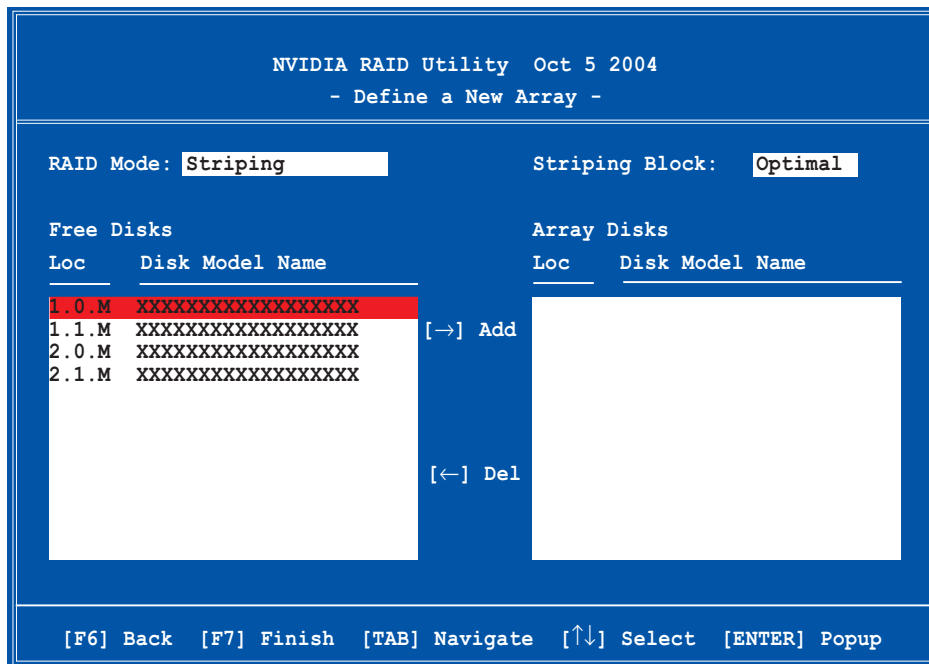 NVIDIA RAID Utility  Oct 5 2004
- Define a New Array -
RAID Mode: Striping
Striping Block: Optimal
Free Disks
Loc Disk Model Name
1.0.M XXXXXXXXXXXXXXXXXX
1.1.M XXXXXXXXXXXXXXXXXX
2.0.M XXXXXXXXXXXXXXXXXX
2.1.M XXXXXXXXXXXXXXXXXX
[→] Add
[←] Del
Array Disks
Loc Disk Model Name
[F6] Back [F7] Finish [TAB] Navigate [↑↓] Select [ENTER] Popup